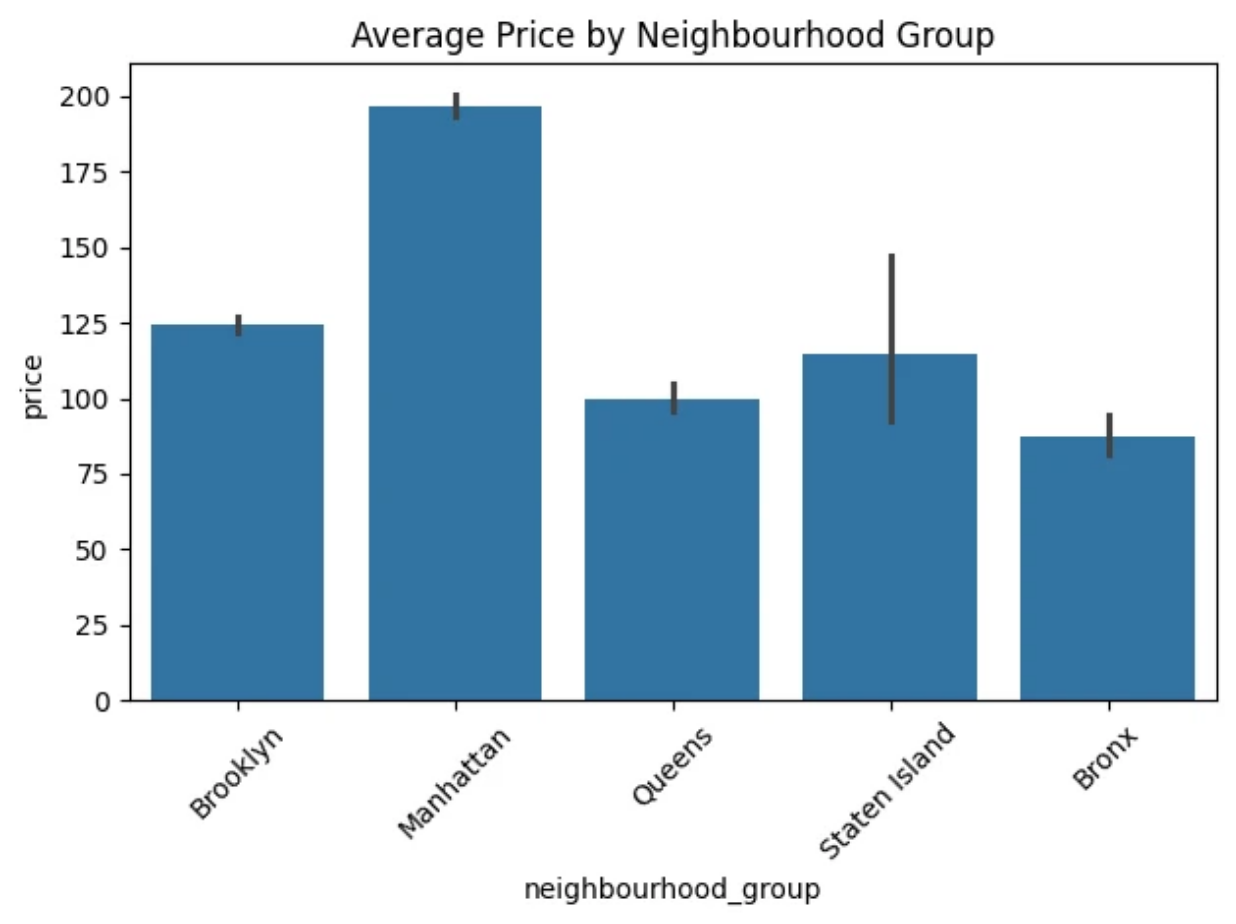 Average Price by Neighbourhood Group
200
175
150
125
100
75
50
25
0
price
Brooklyn
Manhattan
Queens
Staten Island
Bronx
neighbourhood_group